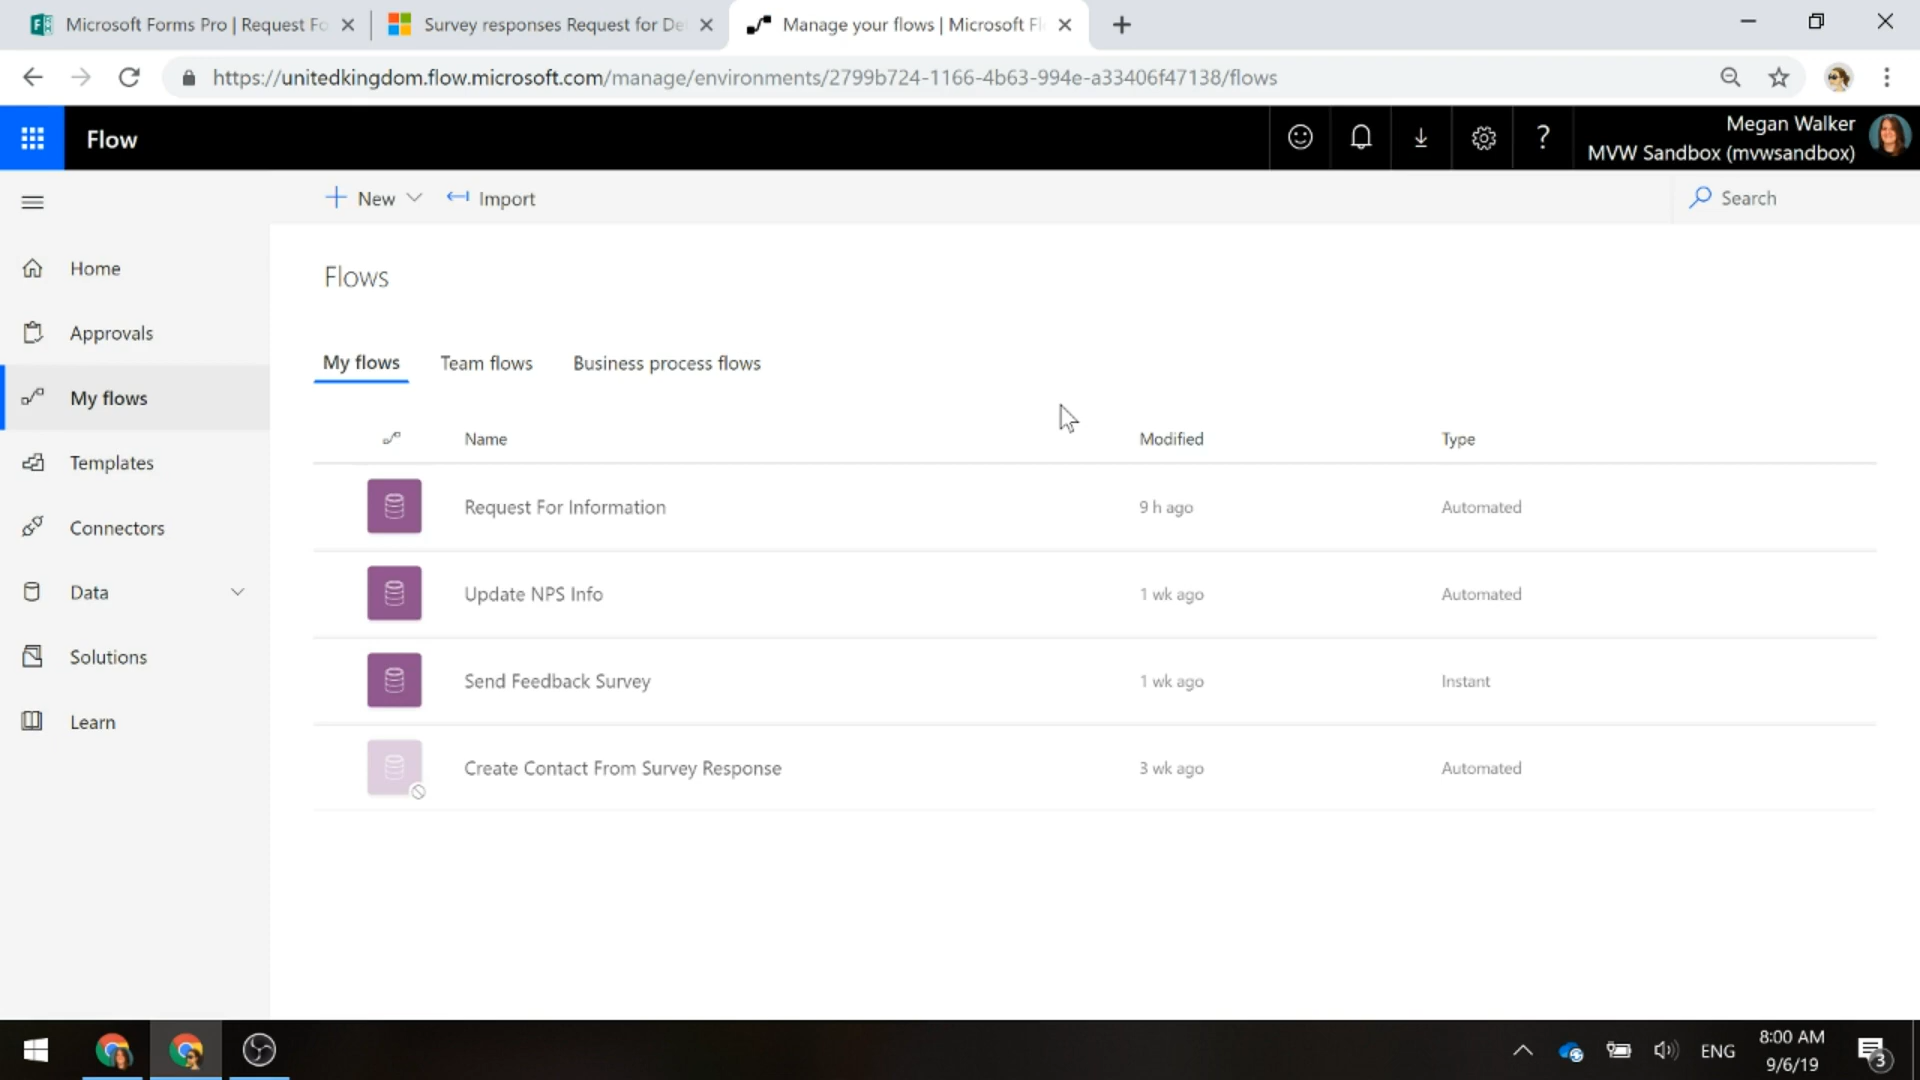 Microsoft Forms Pro | Request Fo
Survey responses Request for De
Manage your flows | Microsoft Fl
https://unitedkingdom.flow.microsoft.com/manage/environments/2799b724-1166-4b63-994e-a33406f47138/flows
Flow
Megan Walker
MVW Sandbox (mvwsandbox)
New
Import
Search
Home
Approvals
My flows
Templates
Connectors
Data
Solutions
Learn
Flows
My flows Team flows Business process flows
Name Modified Type
Request For Information 9 h ago Automated
Update NPS Info 1 wk ago Automated
Send Feedback Survey 1 wk ago Instant
Create Contact From Survey Response 3 wk ago Automated
ENG
8:00 AM
9/6/19
3